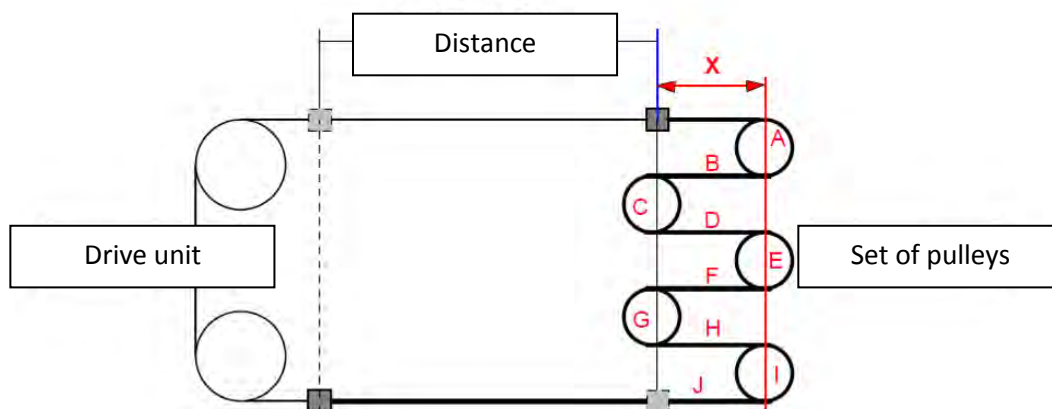 Distance
X
A
B
C
D
Drive unit
E
Set of pulleys
F
G
H
I
J